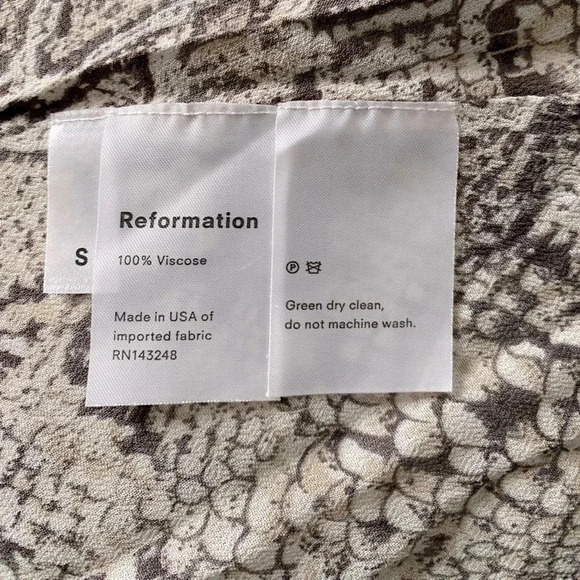 S
Reformation
100% Viscose
Made in USA of
imported fabric
RN143248
P
Green dry clean,
do not machine wash.